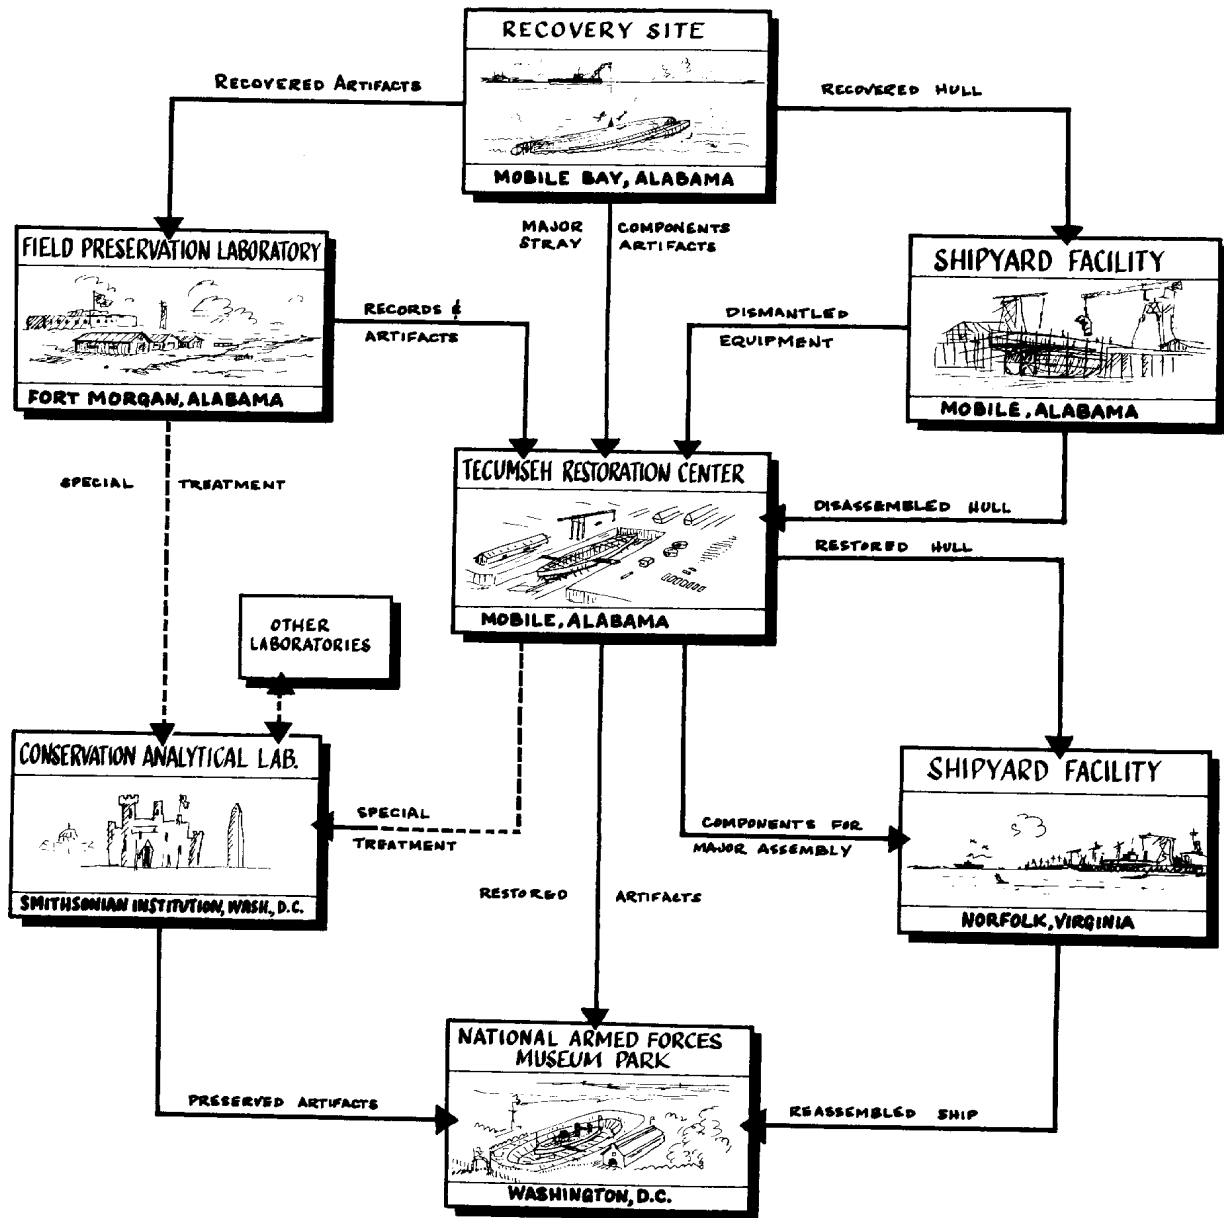 RECOVERY SITE
MOBILE BAY, ALABAMA
RECOVERED ARTIFACTS
RECOVERED HULL
MAJOR COMPONENTS
STRAY ARTIFACTS
FIELD PRESERVATION LABORATORY
FORT MORGAN, ALABAMA
SHIPYARD FACILITY
MOBILE, ALABAMA
RECORDS &
ARTIFACTS
DISMANTLED
EQUIPMENT
TECUMSEH RESTORATION CENTER
MOBILE, ALABAMA
SPECIAL TREATMENT
DISASSEMBLED HULL
RESTORED HULL
OTHER
LABORATORIES
CONSERVATION ANALYTICAL LAB.
SMITHSONIAN INSTITUTION, WASH., D.C.
SHIPYARD FACILITY
NORFOLK, VIRGINIA
SPECIAL
TREATMENT
COMPONENTS FOR
MAJOR ASSEMBLY
RESTORED ARTIFACTS
NATIONAL ARMED FORCES
MUSEUM PARK
WASHINGTON, D.C.
PRESERVED ARTIFACTS
REASSEMBLED SHIP